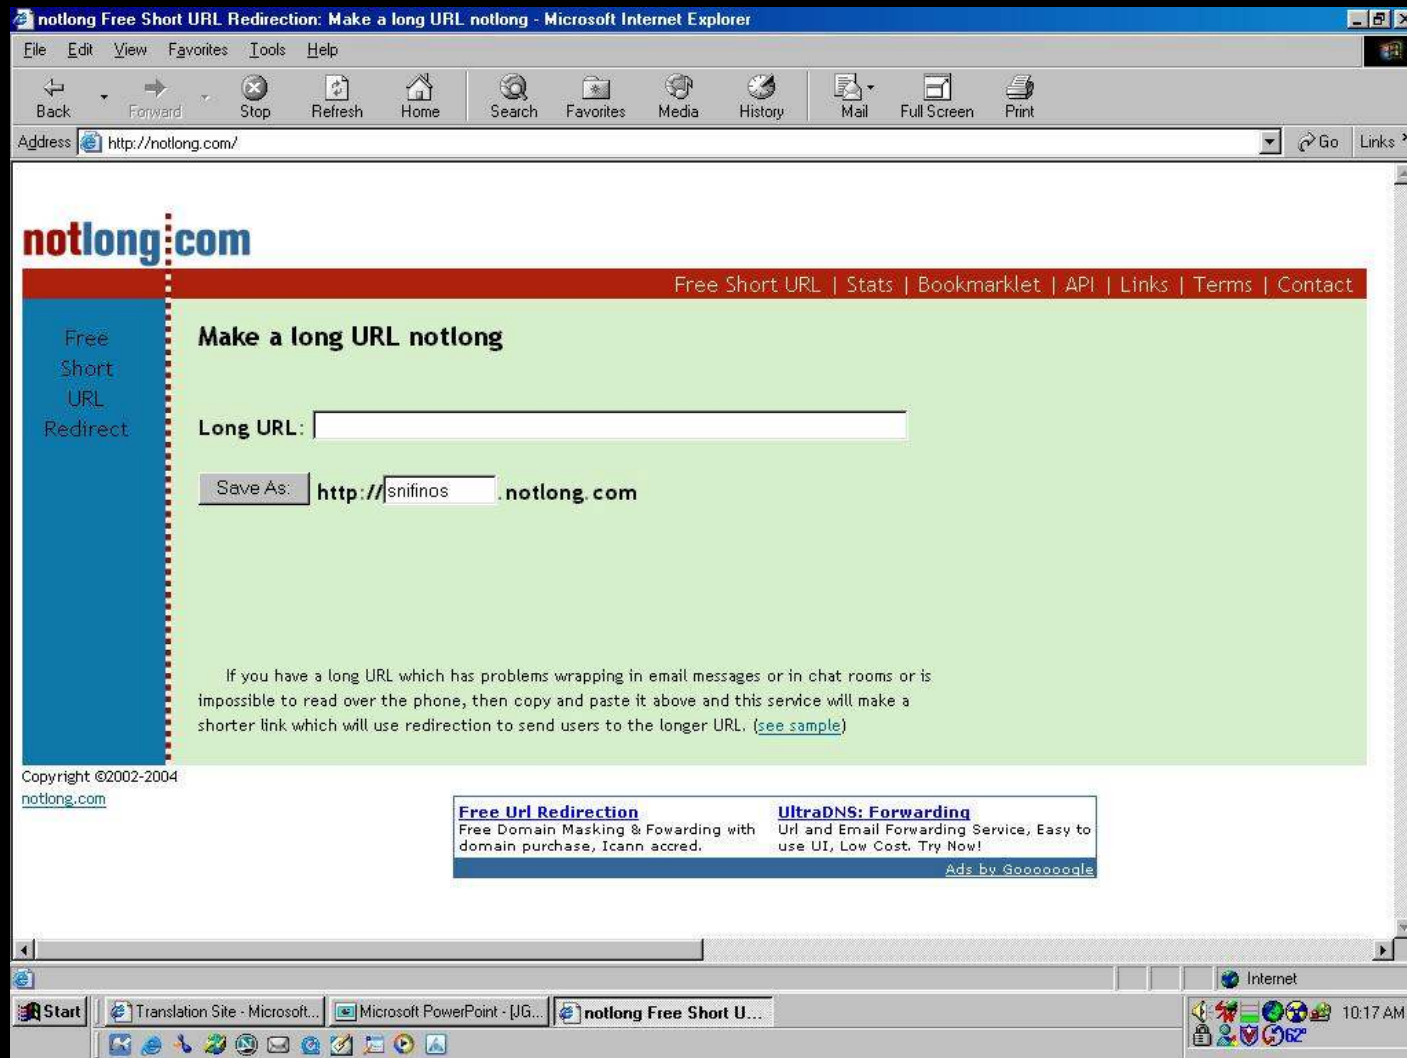 notlong Free Short URL Redirection: Make a long URL notlong - Microsoft Internet Explorer
File Edit View Favorites Tools Help
Back Forward Stop Refresh Home Search Favorites Media History Mail Full Screen Print
Address http://notlong.com/ Go Links
notlong:com
Free Short URL | Stats | Bookmarklet | API | Links | Terms | Contact
Free
Short
URL
Redirect
Make a long URL notlong
Long URL:
Save As: http://snifinos.notlong.com
If you have a long URL which has problems wrapping in email messages or in chat rooms or is
impossible to read over the phone, then copy and paste it above and this service will make a
shorter link which will use redirection to send users to the longer URL. (see sample)
Copyright ©2002-2004
notlong.com
Free Url Redirection
Free Domain Masking & Fowarding with
domain purchase, Icann accred.
UltraDNS: Forwarding
Url and Email Forwarding Service, Easy to
use UI, Low Cost. Try Now!
Ads by Goooooogle
Internet
Start Translation Site - Microsoft... Microsoft PowerPoint - [JG... notlong Free Short U... 10:17 AM
62°